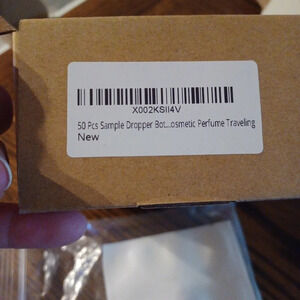 X002KSII4V
50 Pcs Sample Dropper Bot...osmetic Perfume Traveling
New